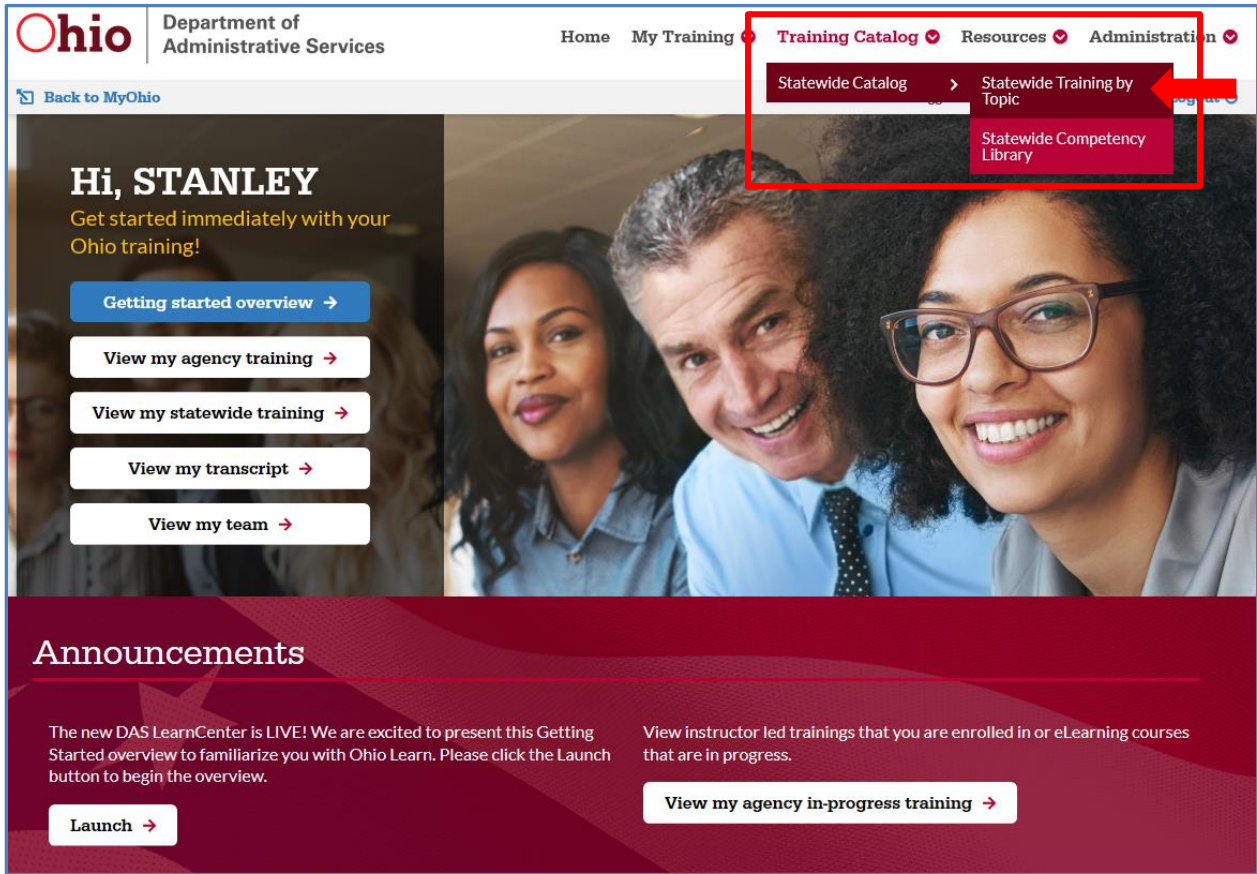 Ohio
Department of
Administrative Services
Home My Training Training Catalog Resources Administration
Back to MyOhio
Statewide Catalog
Statewide Training by
Topic
Statewide Competency
Library
Hi, STANLEY
Get started immediately with your
Ohio training!
Getting started overview
View my agency training
View my statewide training
View my transcript
View my team
Announcements
The new DAS LearnCenter is LIVE! We are excited to present this Getting
Started overview to familiarize you with Ohio Learn. Please click the Launch
button to begin the overview.
Launch
View instructor led trainings that you are enrolled in or eLearning courses
that are in progress.
View my agency in-progress training